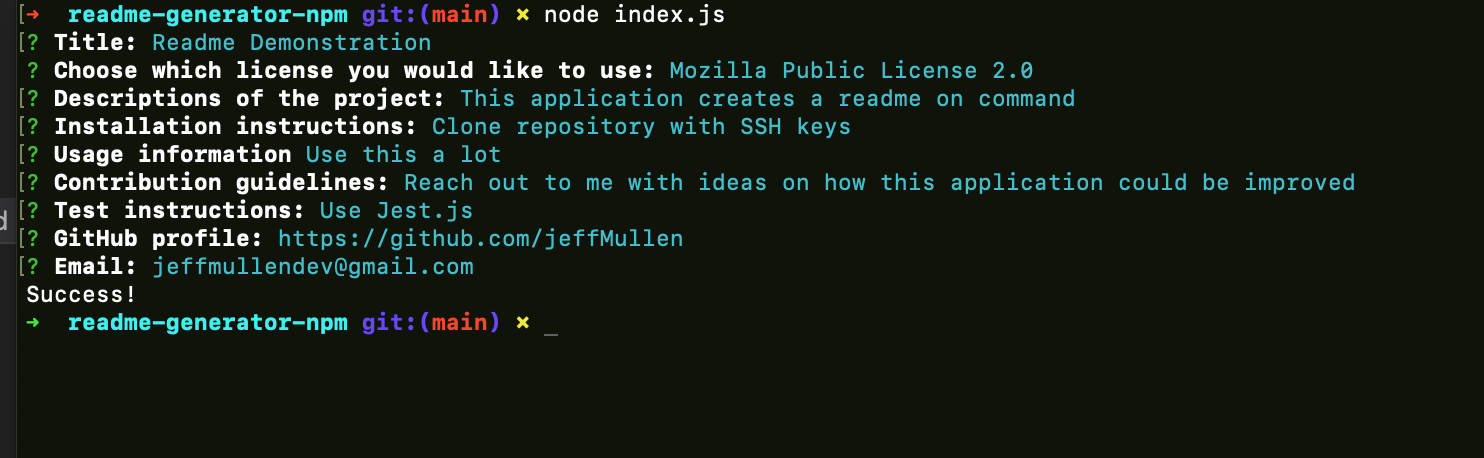 [➜  readme-generator-npm git:(main) ✗ node index.js
[? Title: Readme Demonstration
? Choose which license you would like to use: Mozilla Public License 2.0
[? Descriptions of the project: This application creates a readme on command
[? Installation instructions: Clone repository with SSH keys
[? Usage information Use this a lot
[? Contribution guidelines: Reach out to me with ideas on how this application could be improved
[? Test instructions: Use Jest.js
d
[? GitHub profile: https://github.com/jeffMullen
[? Email: jeffmullendev@gmail.com
Success!
➜  readme-generator-npm git:(main) ✗ _